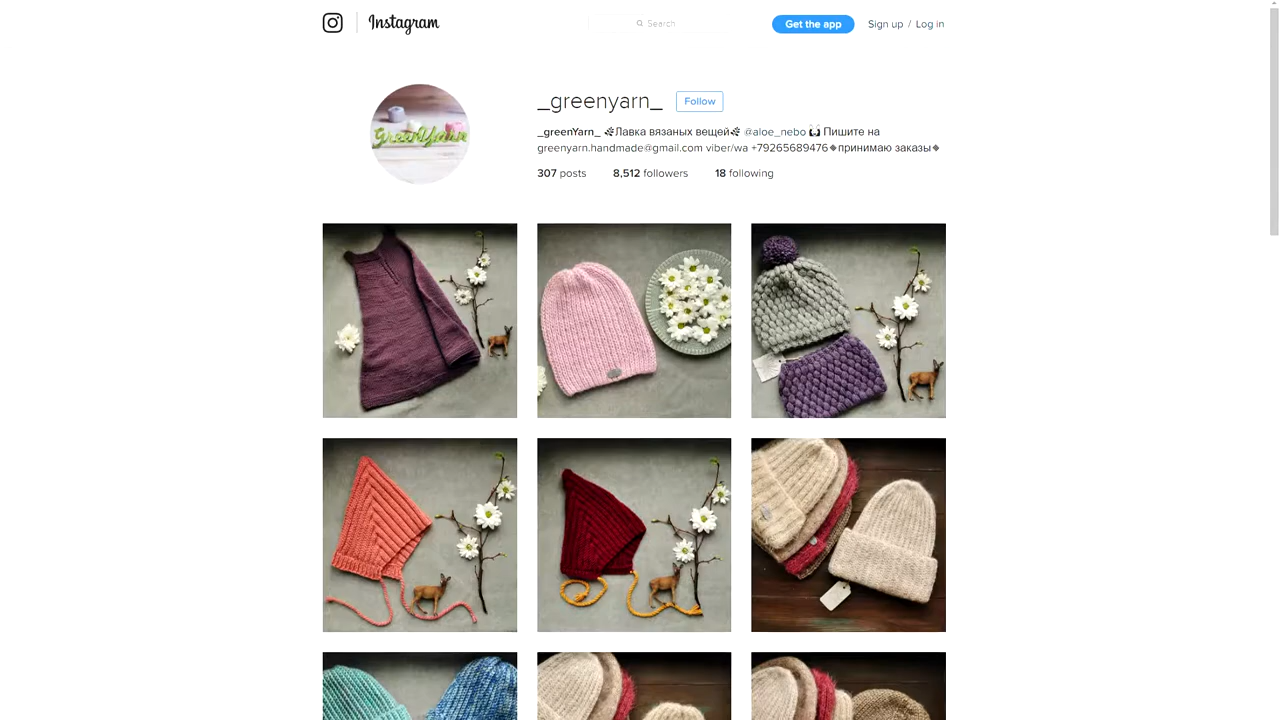 Instagram
Search
Get the app
Sign up / Log in
GreenYarn
_greenyarn_
Follow
_greenYarn_ 🌿Лавка вязаных вещей🌿 @aloe_nebo 🙌 Пишите на
greenyarn.handmade@gmail.com viber/wa +79265689476🔸принимаю заказы🔸
307 posts 8,512 followers 18 following